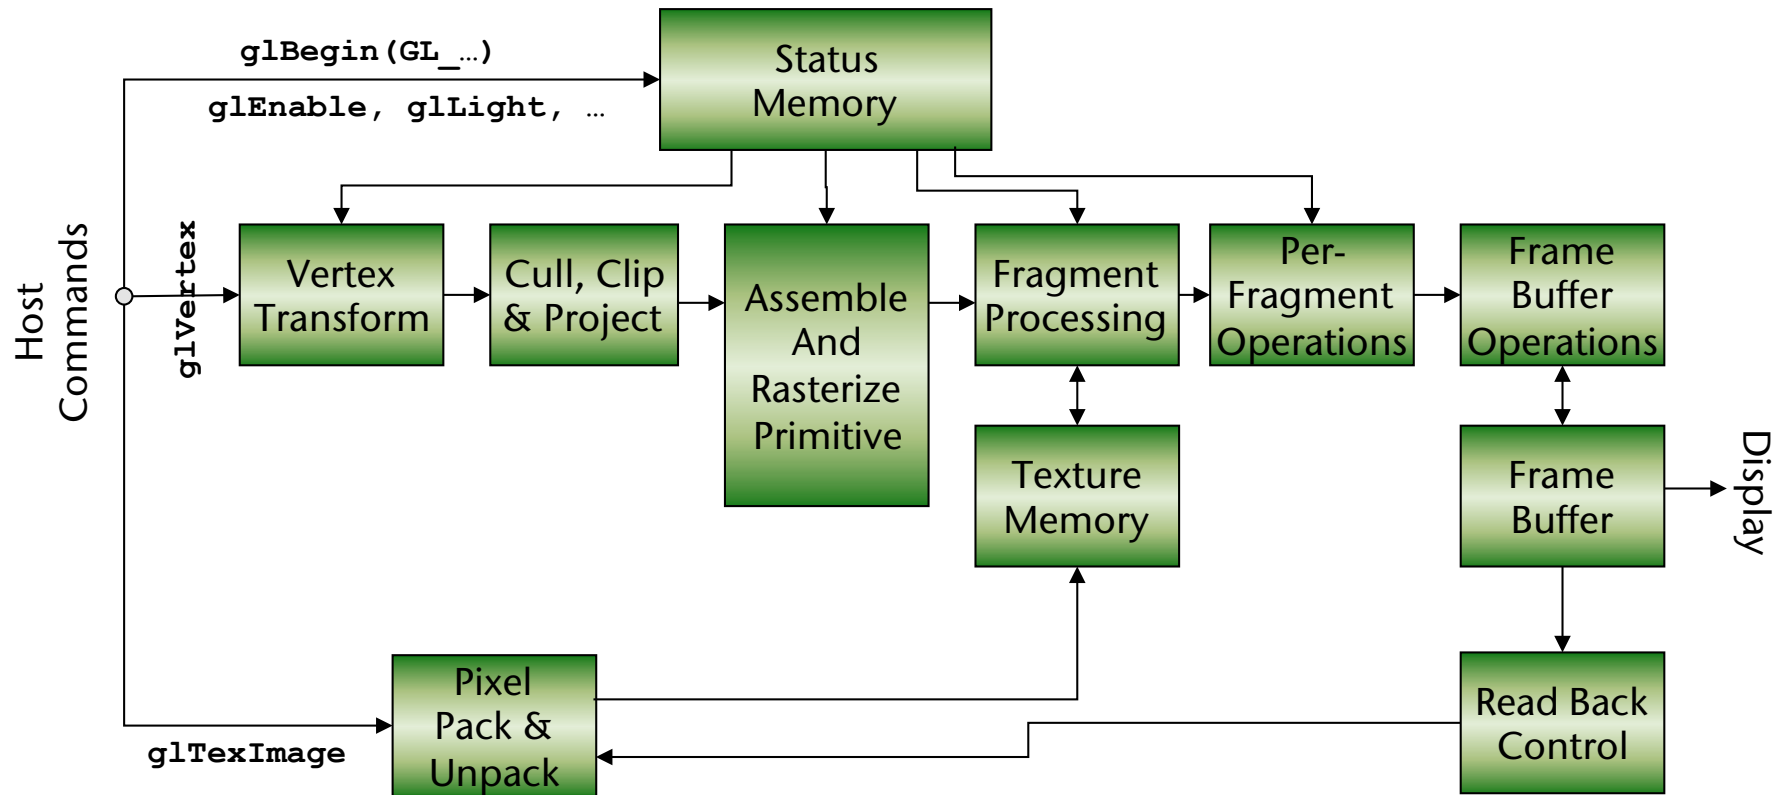 glBegin(GL_…)
glEnable, glLight, …
Status
Memory
Host
Commands
glVertex
Vertex
Transform
Cull, Clip
& Project
Assemble
And
Rasterize
Primitive
Fragment
Processing
Per-
Fragment
Operations
Frame
Buffer
Operations
Texture
Memory
Frame
Buffer
Display
glTexImage
Pixel
Pack &
Unpack
Read Back
Control